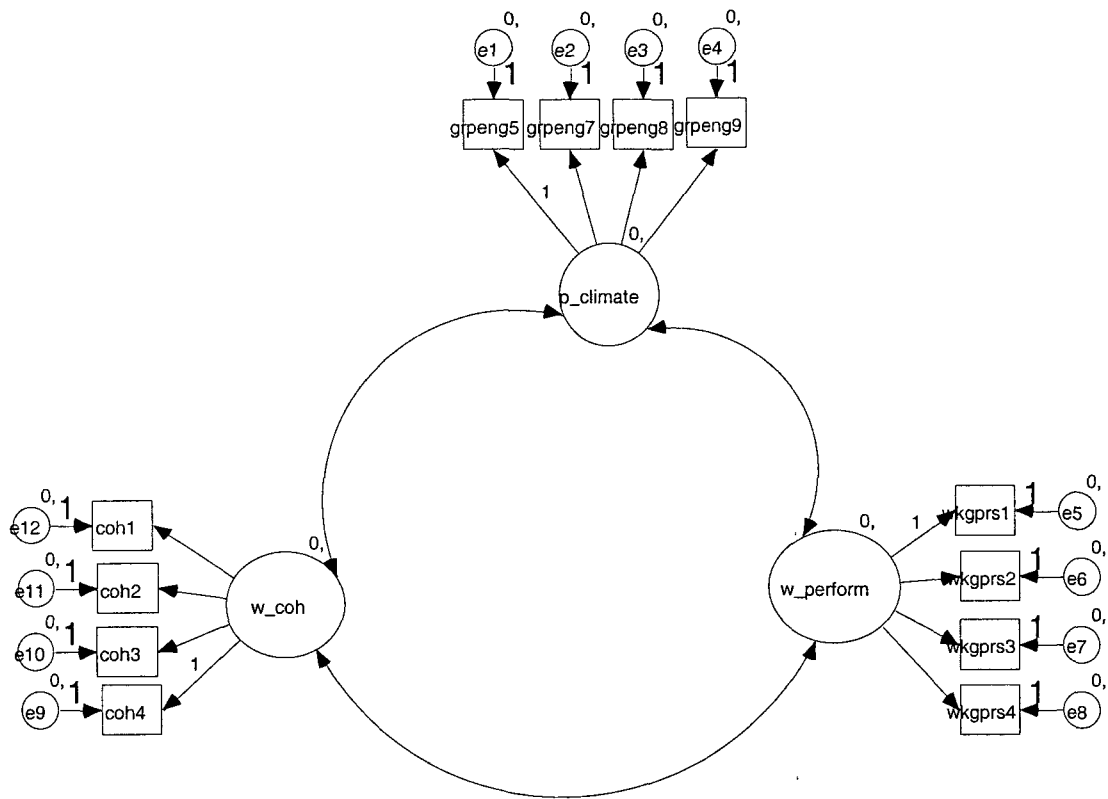 0, 0, 0, 0,
e1 e2 e3 e4
1 1 1 1
grpeng5 grpeng7 grpeng8 grpeng9
1
0,
p_climate
0, 1 coh1
e12
0, 1 coh2
e11
0, 1 coh3
e10
0, 1 coh4
e9
0,
w_coh
1
0,
w_perform
1
wkgprs1 1 0,
e5
wkgprs2 1 0,
e6
wkgprs3 1 0,
e7
wkgprs4 1 0,
e8